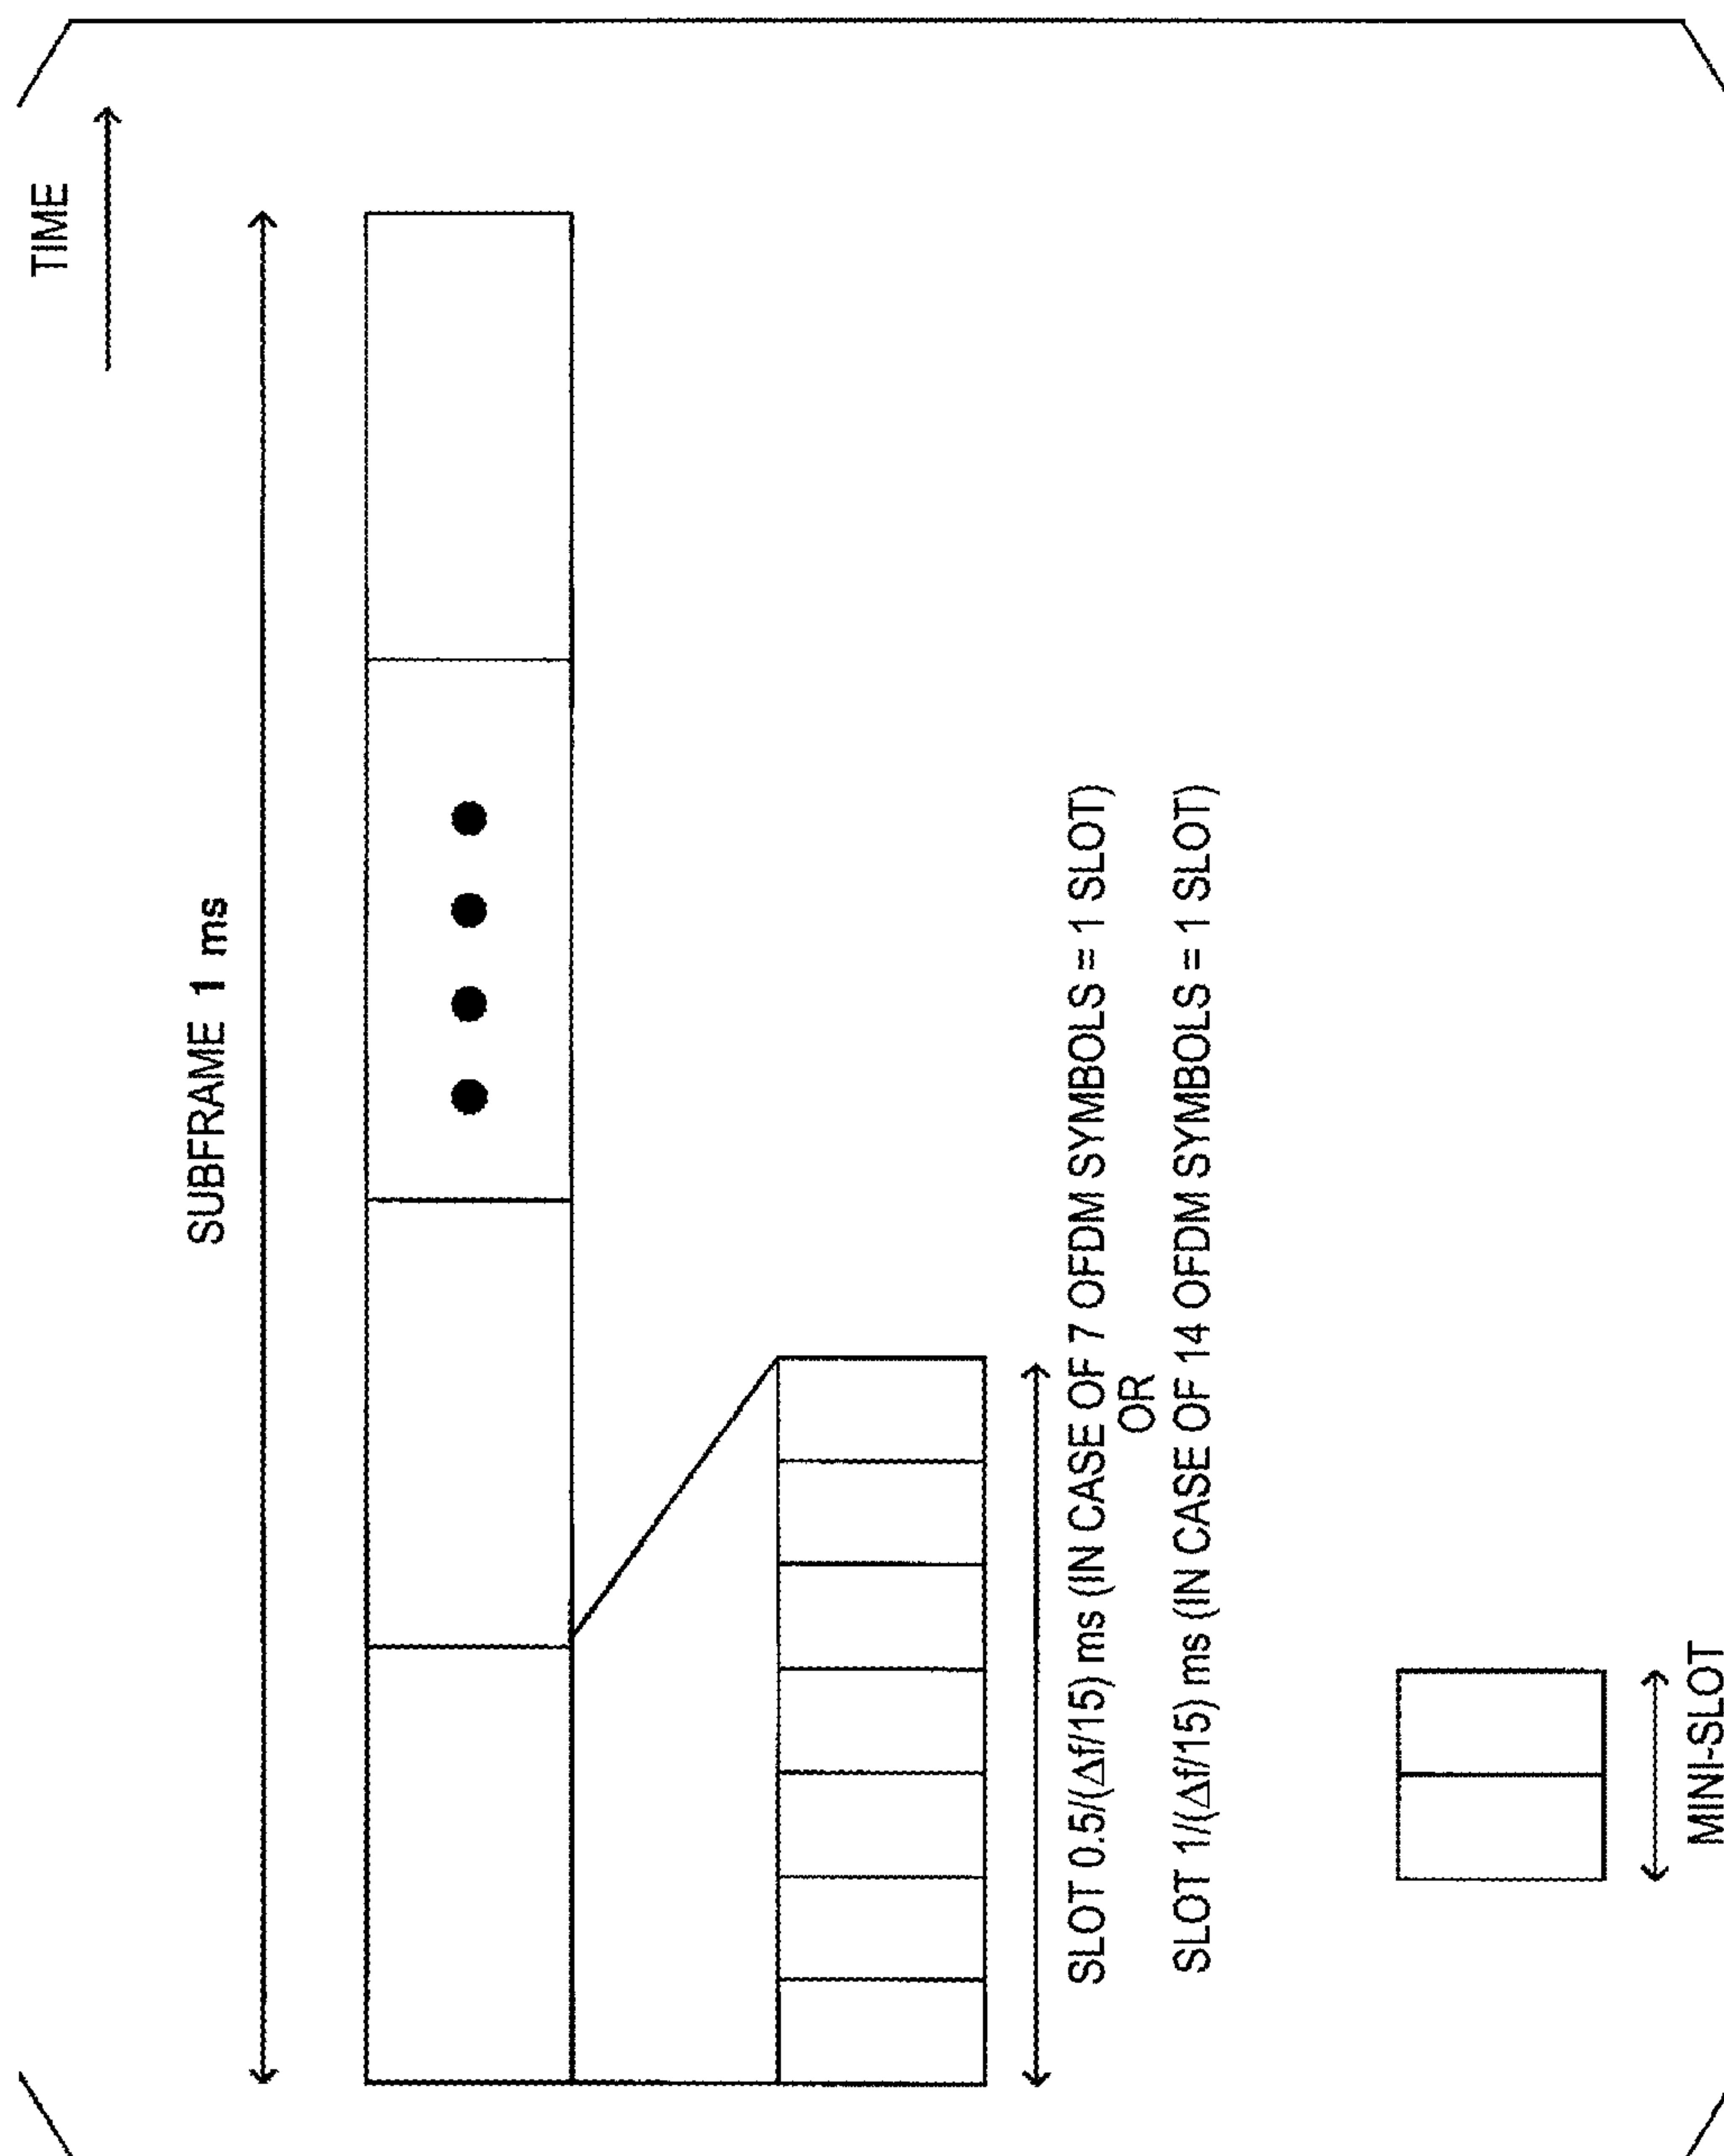 TIME
SUBFRAME 1 ms
SLOT 0.5/(Δf/15) ms (IN CASE OF 7 OFDM SYMBOLS = 1 SLOT)
OR
SLOT 1/(Δf/15) ms (IN CASE OF 14 OFDM SYMBOLS = 1 SLOT)
MINI-SLOT